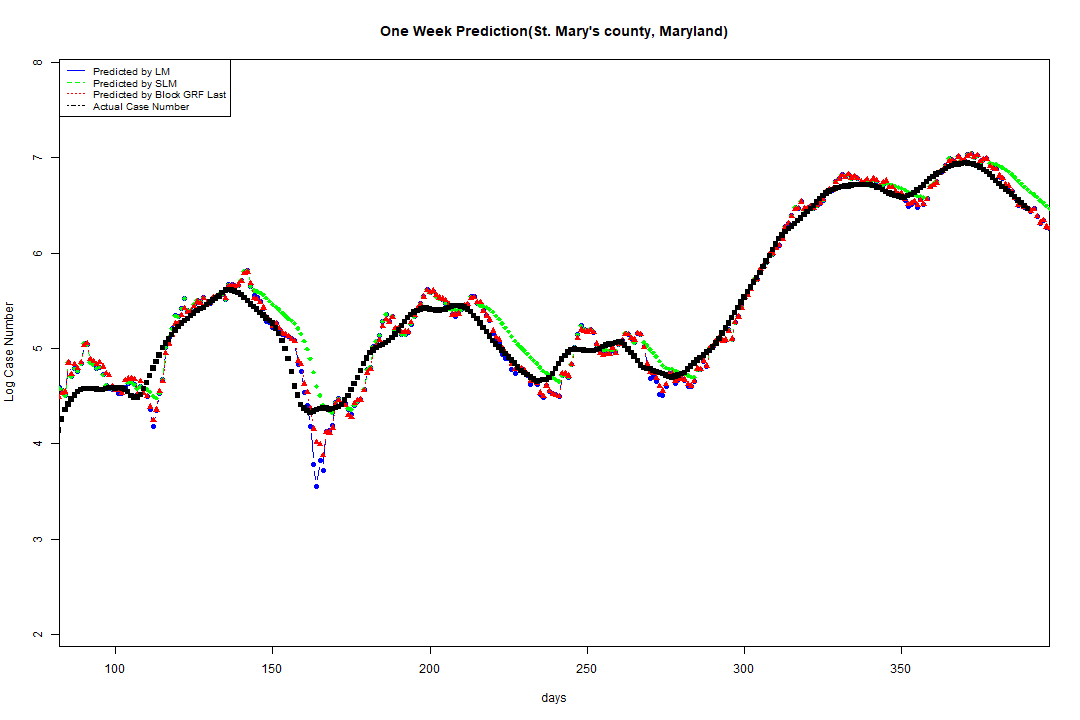 One Week Prediction(St. Mary's county, Maryland)
Predicted by LM
Predicted by SLM
Predicted by Block GRF Last
Actual Case Number
8
7
6
5
4
3
2
Log Case Number
100 150 200 250 300 350
days